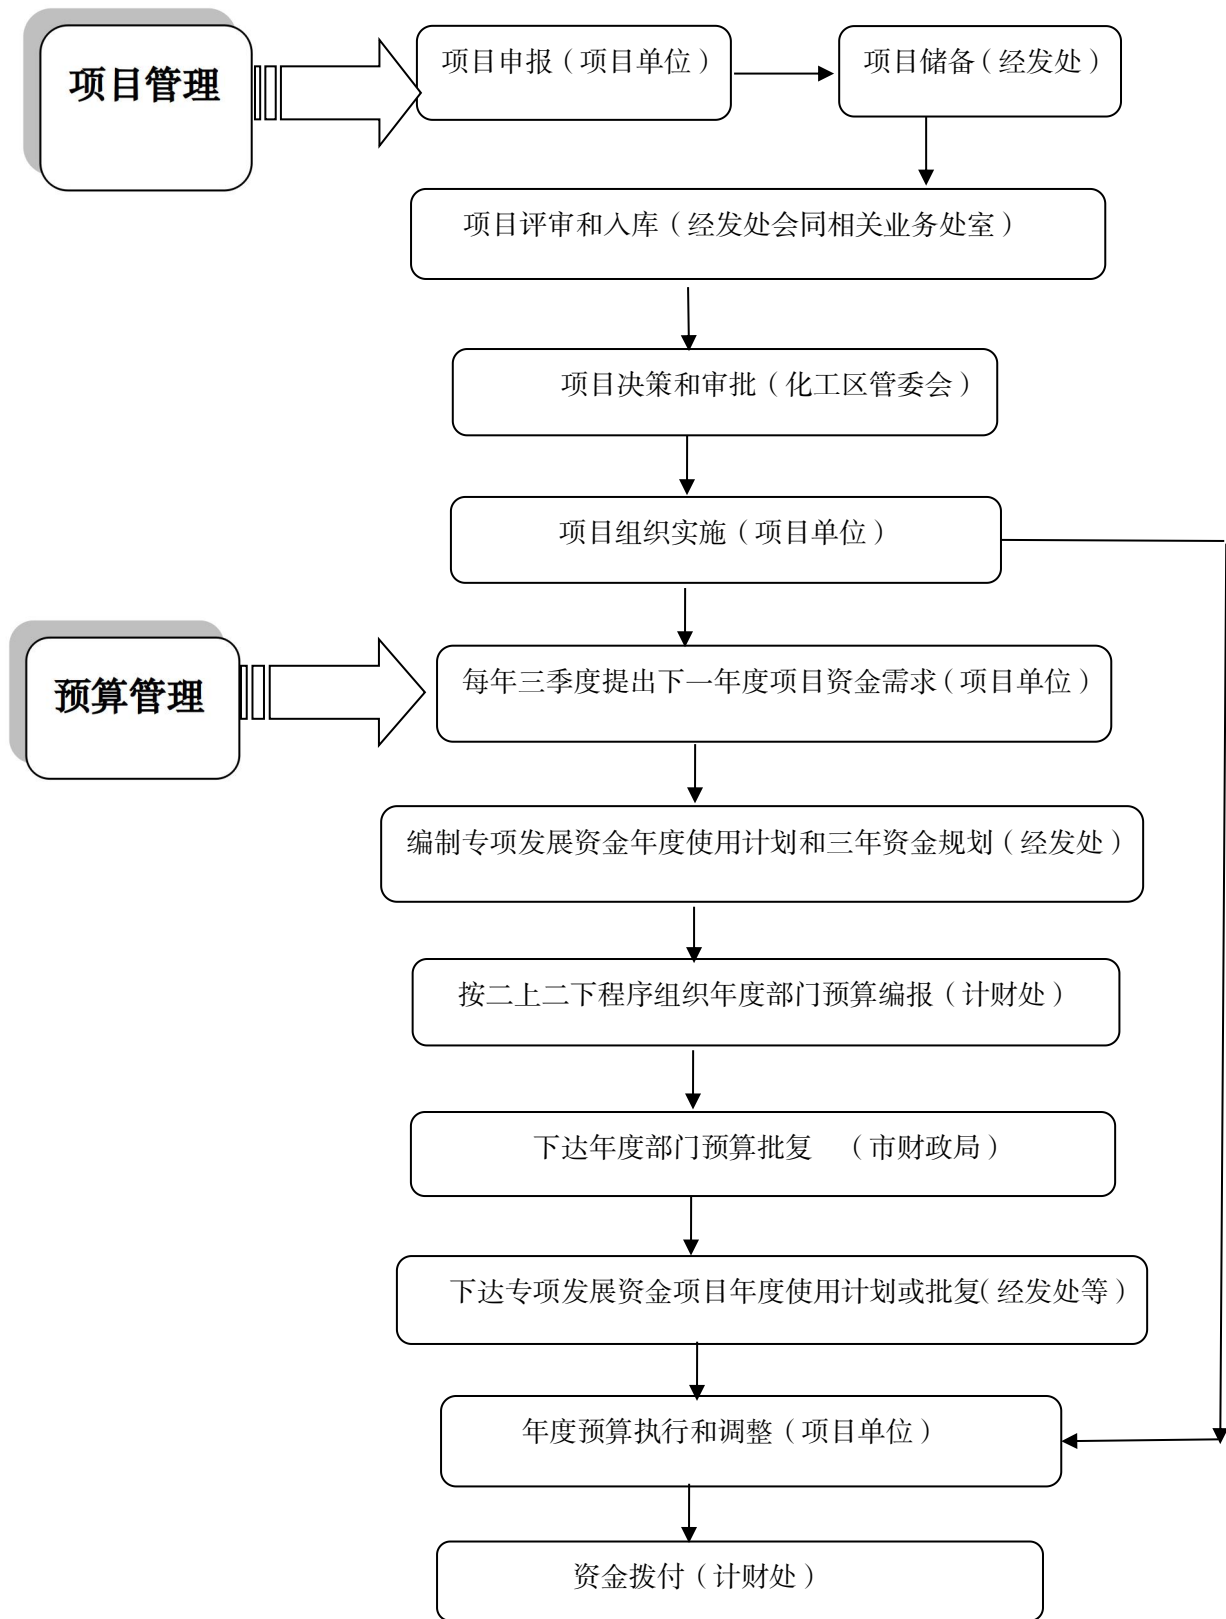 项目管理
项目申报（项目单位）
项目储备（经发处）
项目评审和入库（经发处会同相关业务处室）
项目决策和审批（化工区管委会）
项目组织实施（项目单位）
预算管理
每年三季度提出下一年度项目资金需求（项目单位）
编制专项发展资金年度使用计划和三年资金规划（经发处）
按二上二下程序组织年度部门预算编报（计财处）
下达年度部门预算批复　（市财政局）
下达专项发展资金项目年度使用计划或批复（经发处等）
年度预算执行和调整（项目单位）
资金拨付（计财处）